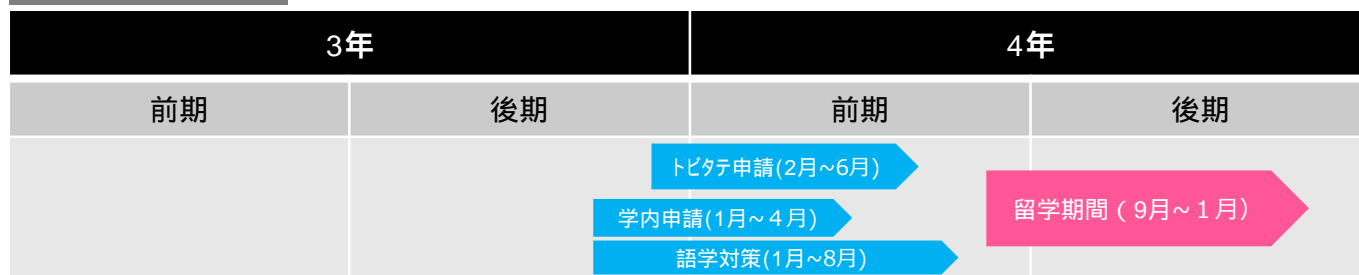 3年 4年
前期 後期 前期 後期
トビタテ申請(2月~6月)
学内申請(1月~４月)
留学期間（9月~１月）
語学対策(1月~8月)